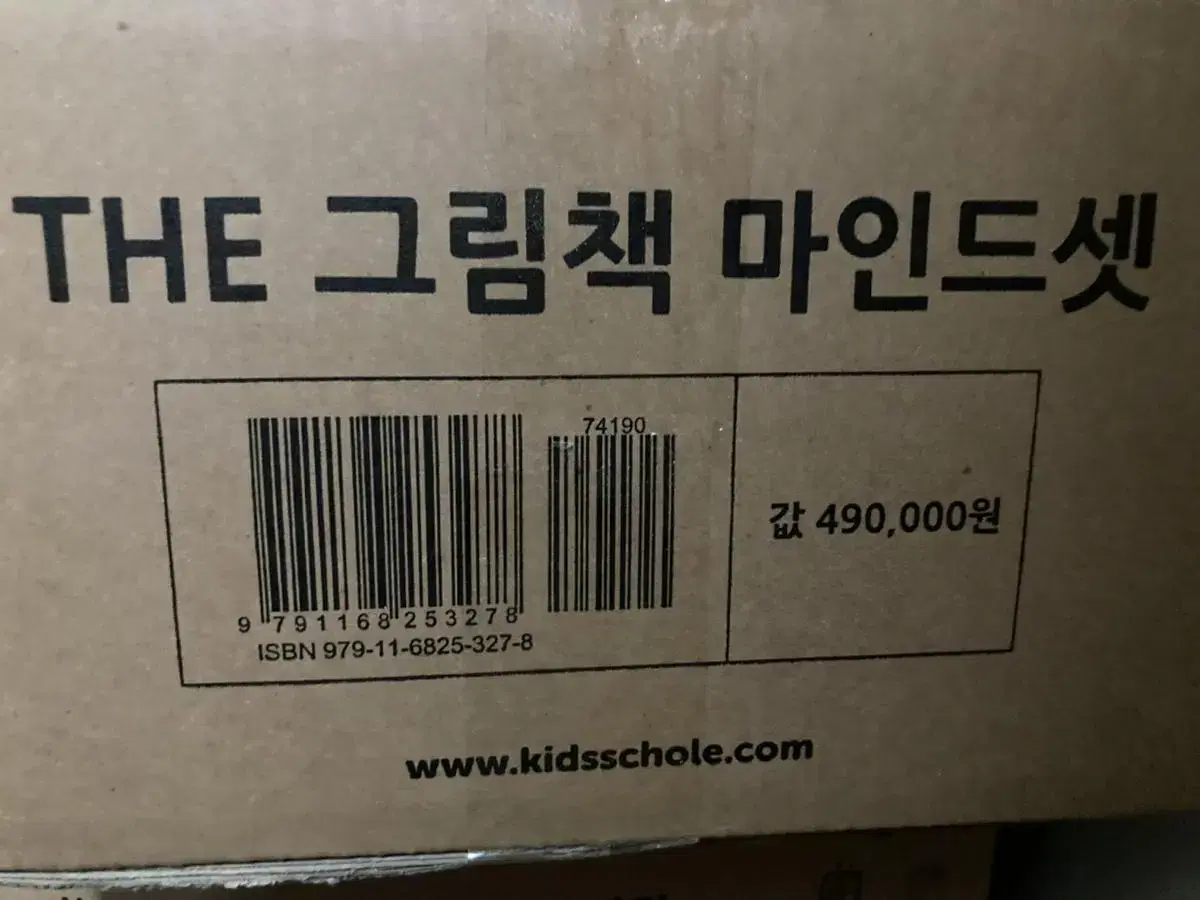 THE 그림책 마인드셋
74190
값 490,000원
9 791168 253278
ISBN 979-11-6825-327-8
www.kidsschole.com